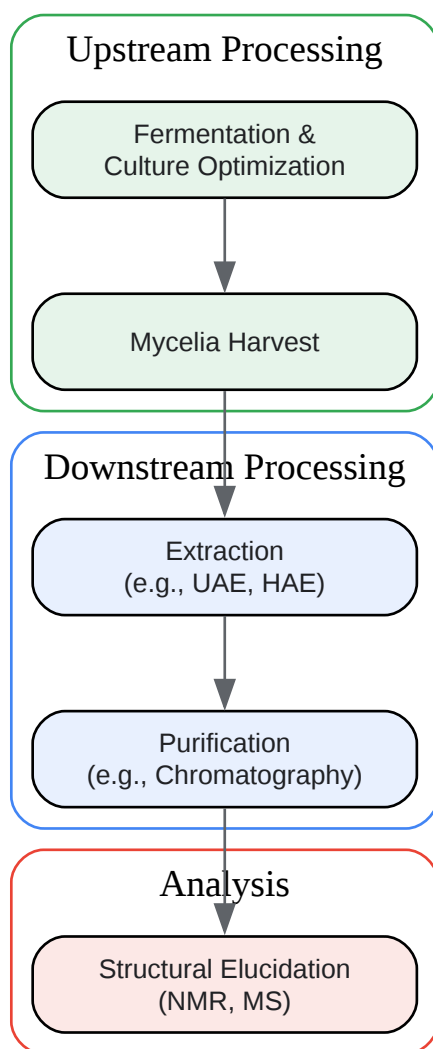 Upstream Processing
Fermentation &
Culture Optimization
Mycelia Harvest
Downstream Processing
Extraction
(e.g., UAE, HAE)
Purification
(e.g., Chromatography)
Analysis
Structural Elucidation
(NMR, MS)